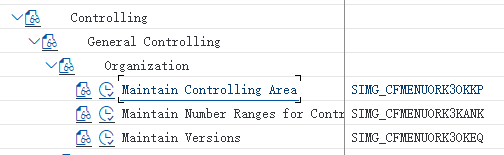 Controlling
General Controlling
Organization
Maintain Controlling Area SIMG_CFMENUORK3OKKP
Maintain Number Ranges for Contr SIMG_CFMENUORK3KANK
Maintain Versions SIMG_CFMENUORK3OKEQ